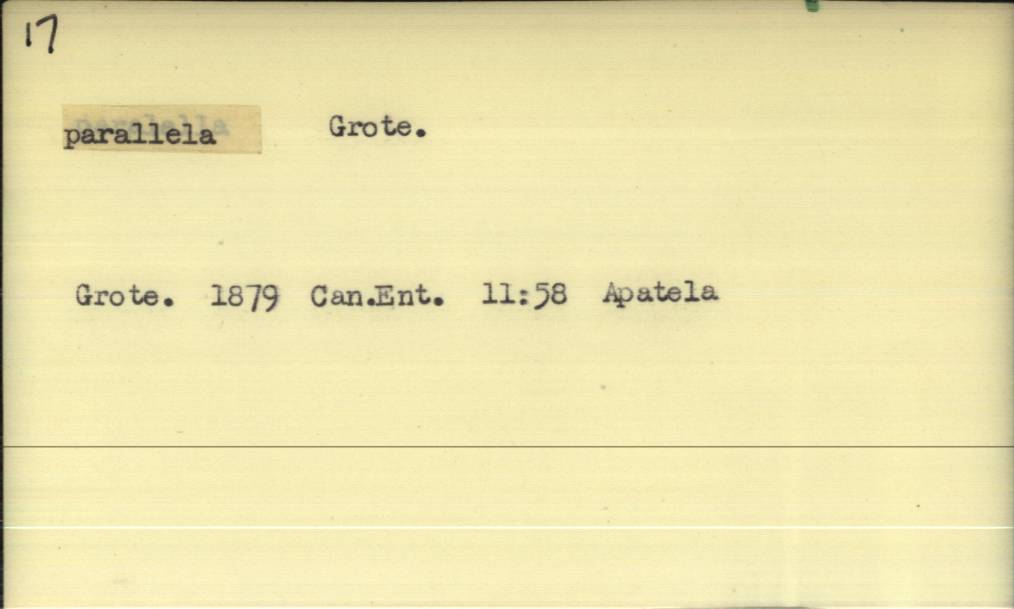 17
parallela Grote.
Grote. 1879 Can.Ent. 11:58 Apatela